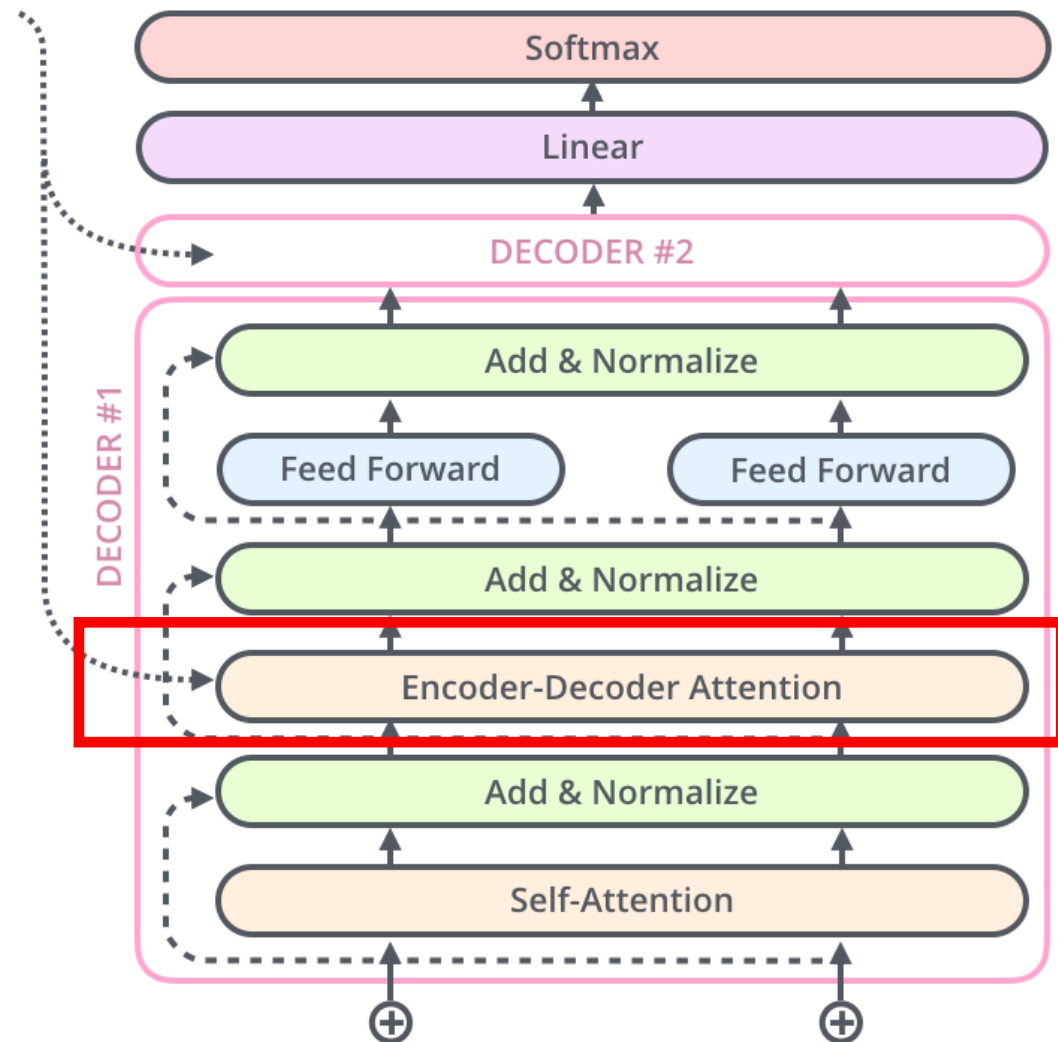 Softmax
Linear
DECODER #2
DECODER #1
Add & Normalize
Feed Forward
Feed Forward
Add & Normalize
Encoder-Decoder Attention
Add & Normalize
Self-Attention